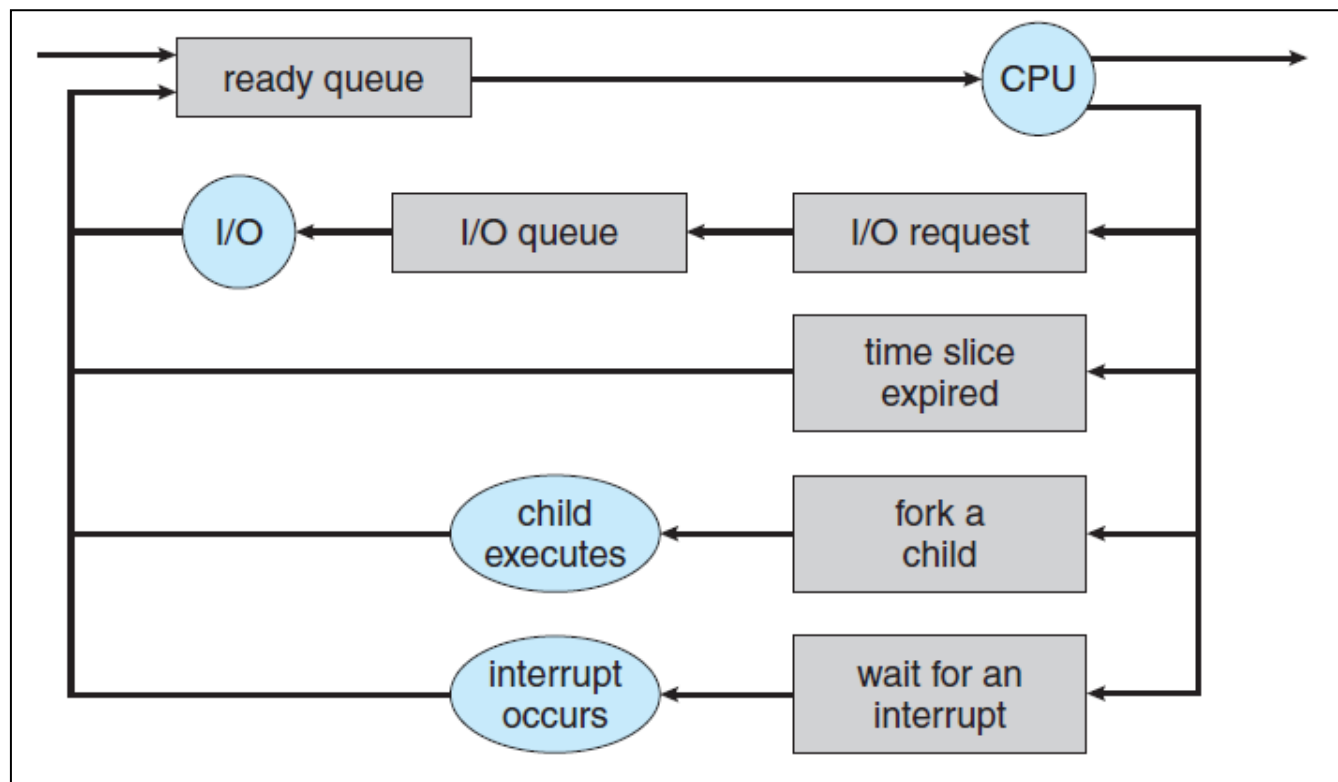 ready queue
CPU
I/O
I/O queue
I/O request
time slice
expired
child
executes
fork a
child
interrupt
occurs
wait for an
interrupt